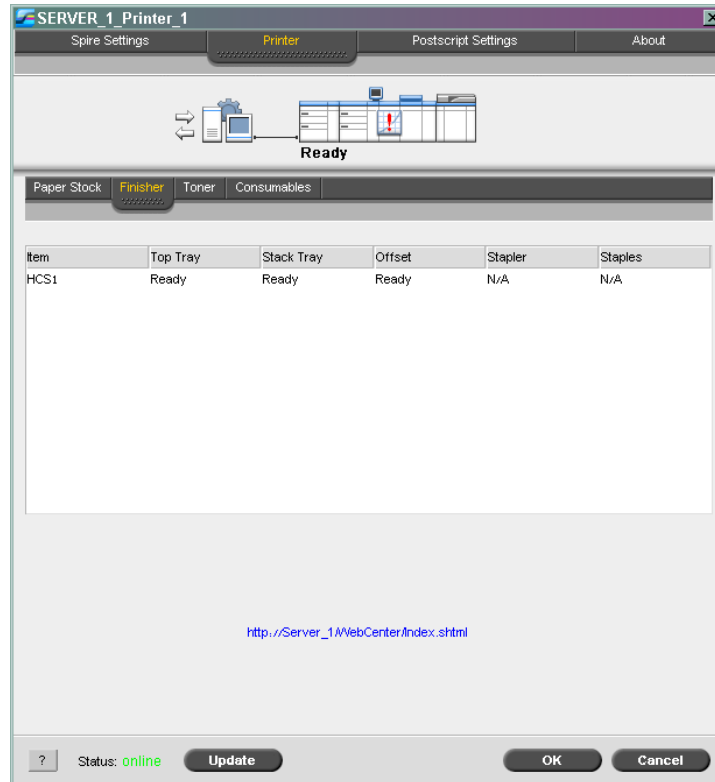 SERVER_1_Printer_1
Spire Settings Printer Postscript Settings About
Ready
Paper Stock Finisher Toner Consumables
Item Top Tray Stack Tray Offset Stapler Staples
HCS1 Ready Ready Ready N/A N/A
http://Server_1/WebCenter/Index.shtml
? Status: online Update OK Cancel